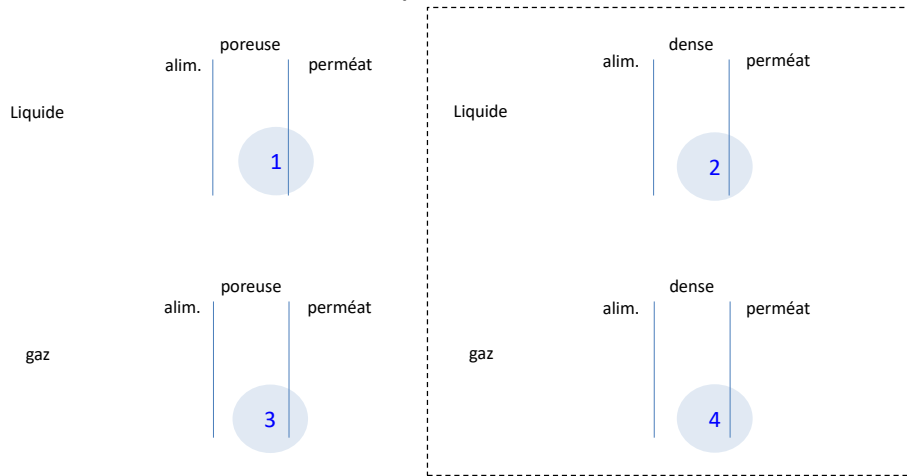 poreuse
alim.
perméat
Liquide
1
dense
alim.
perméat
Liquide
2
poreuse
alim.
perméat
gaz
3
dense
alim.
perméat
gaz
4